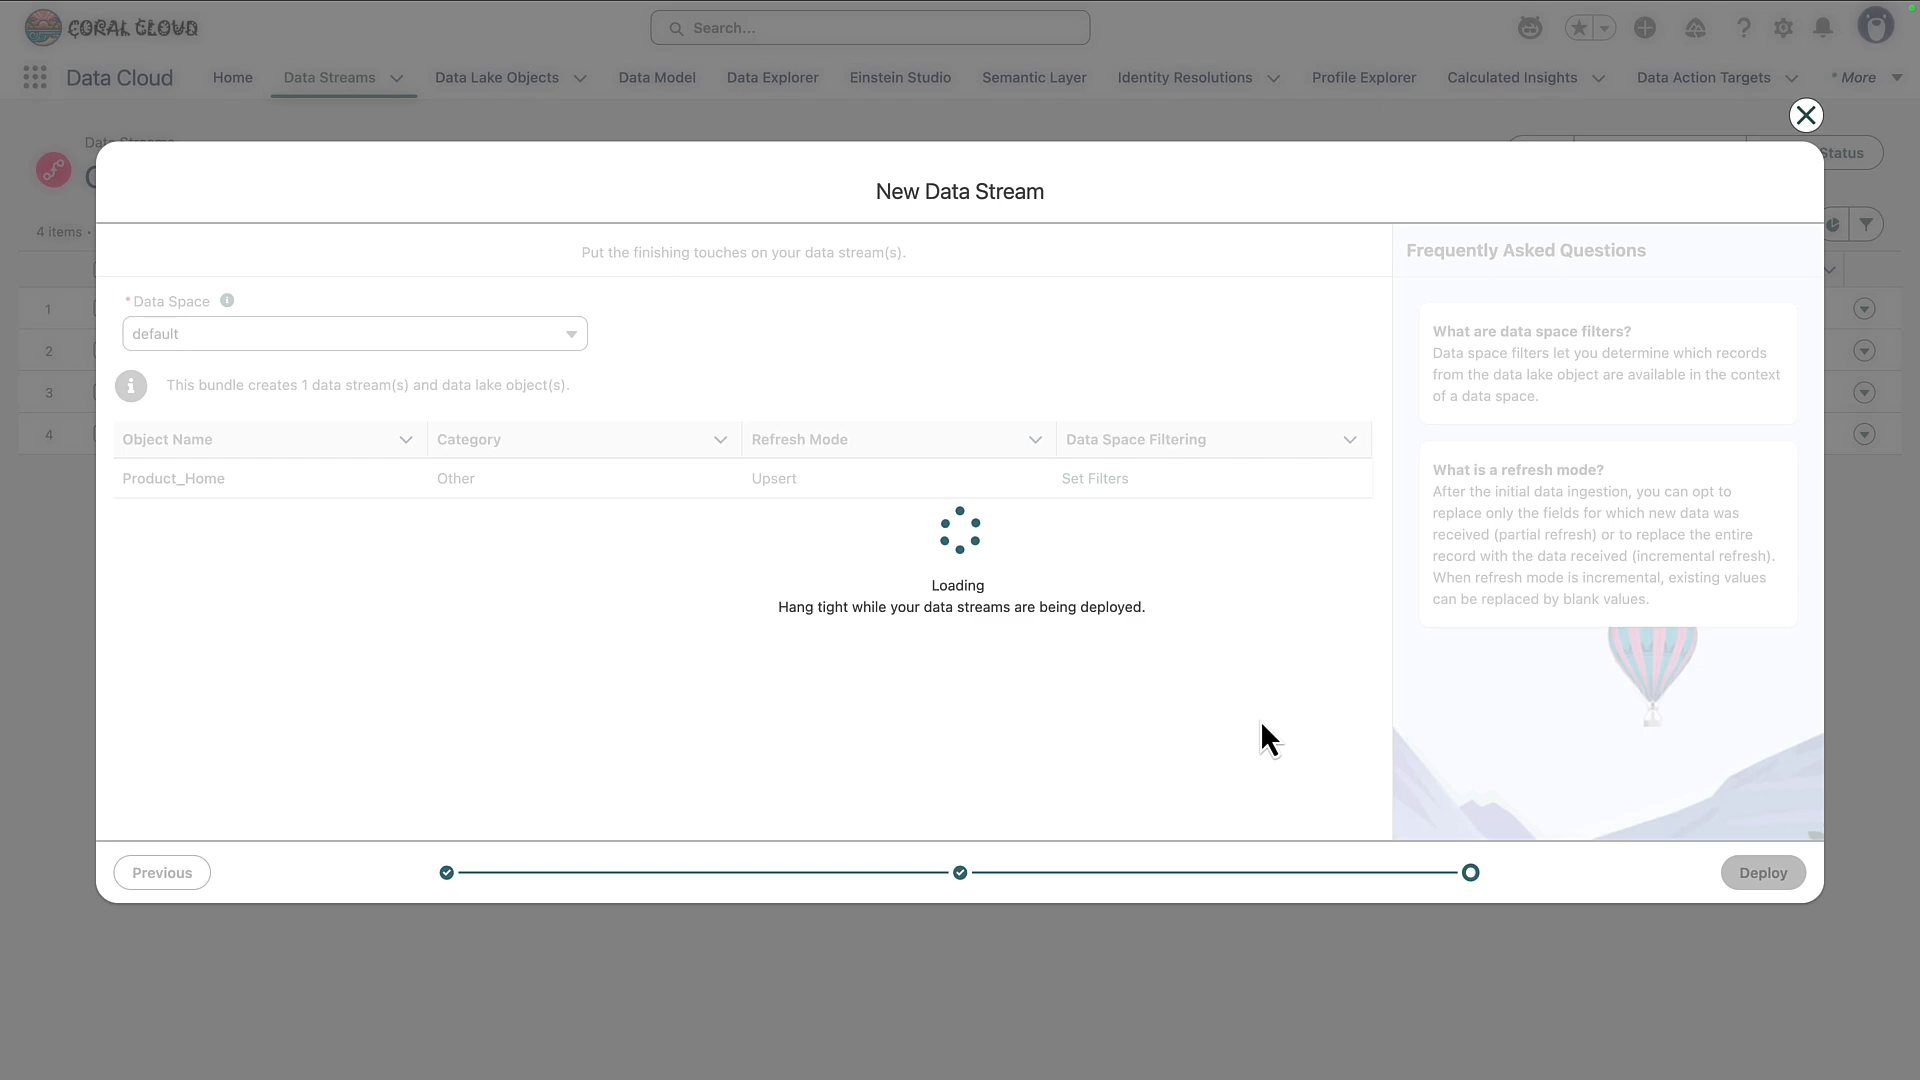 CORAL CLOUD
Search...
Data Cloud
Home
Data Streams
Data Lake Objects
Data Model
Data Explorer
Einstein Studio
Semantic Layer
Identity Resolutions
Profile Explorer
Calculated Insights
Data Action Targets
* More
Data Streams
Status
4 items •
1
2
3
4
New Data Stream
Put the finishing touches on your data stream(s).
* Data Space
default
This bundle creates 1 data stream(s) and data lake object(s).
Object Name
Category
Refresh Mode
Data Space Filtering
Product_Home
Other
Upsert
Set Filters
Loading
Hang tight while your data streams are being deployed.
Frequently Asked Questions
What are data space filters?
Data space filters let you determine which records
from the data lake object are available in the context
of a data space.
What is a refresh mode?
After the initial data ingestion, you can opt to
replace only the fields for which new data was
received (partial refresh) or to replace the entire
record with the data received (incremental refresh).
When refresh mode is incremental, existing values
can be replaced by blank values.
Previous
Deploy